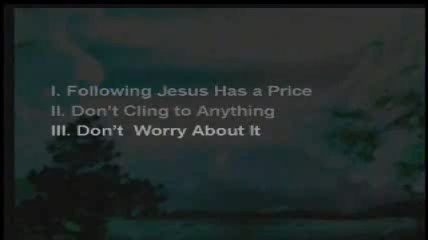 I. Following Jesus Has a Price
II. Don't Cling to Anything
III. Don't Worry About It